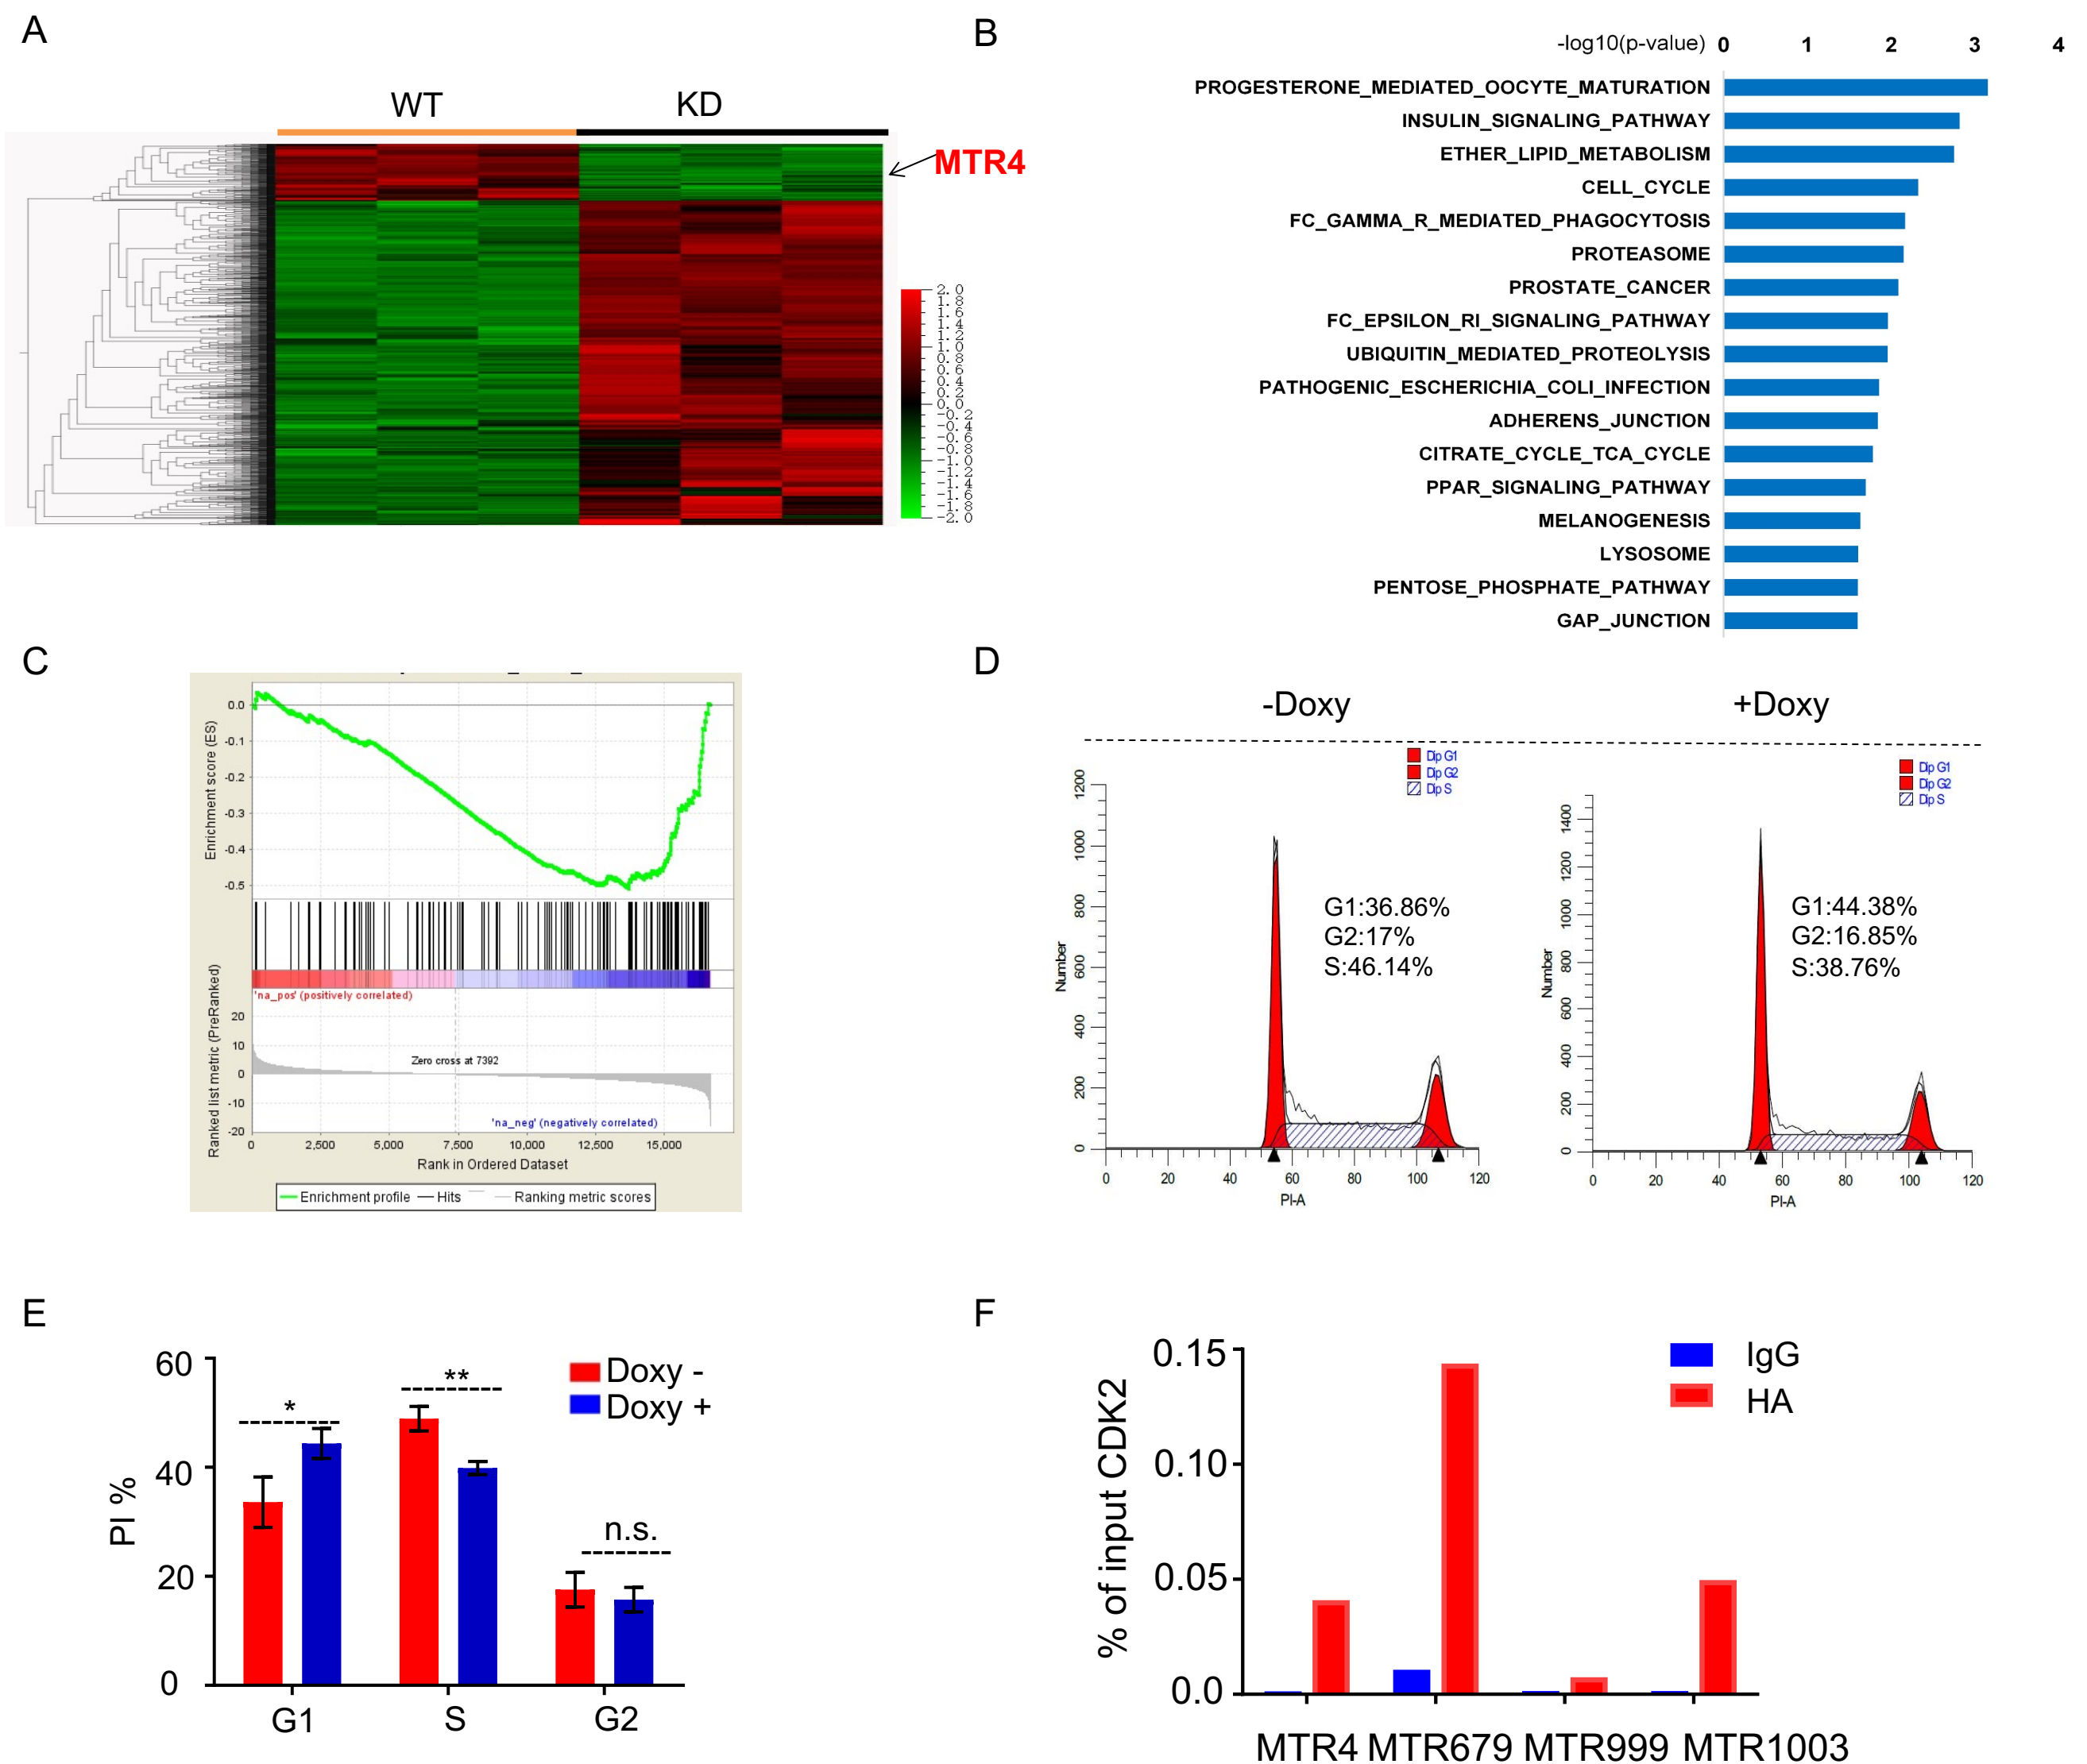 A
WT
KD
MTR4
2.0
1.8
1.6
1.4
1.2
1.0
0.8
0.6
0.4
0.2
0.0
-0.2
-0.4
-0.6
-0.8
-1.0
-1.2
-1.4
-1.6
-1.8
-2.0
B
-log10(p-value) 0 1 2 3 4
PROGESTERONE_MEDIATED_OOCYTE_MATURATION
INSULIN_SIGNALING_PATHWAY
ETHER_LIPID_METABOLISM
CELL_CYCLE
FC_GAMMA_R_MEDIATED_PHAGOCYTOSIS
PROTEASOME
PROSTATE_CANCER
FC_EPSILON_RI_SIGNALING_PATHWAY
UBIQUITIN_MEDIATED_PROTEOLYSIS
PATHOGENIC_ESCHERICHIA_COLI_INFECTION
ADHERENS_JUNCTION
CITRATE_CYCLE_TCA_CYCLE
PPAR_SIGNALING_PATHWAY
MELANOGENESIS
LYSOSOME
PENTOSE_PHOSPHATE_PATHWAY
GAP_JUNCTION
C
Enrichment score (ES)
0.0
-0.1
-0.2
-0.3
-0.4
-0.5
'na_pos' (positively correlated)
Ranked list metric (PreRanked)
20
10
0
-10
-20
Zero cross at 7392
'na_neg' (negatively correlated)
0 2,500 5,000 7,500 10,000 12,500 15,000
Rank in Ordered Dataset
Enrichment profile Hits Ranking metric scores
D
-Doxy
Dip G1
Dip G2
Dip S
Number
1200
1000
800
600
400
200
0
G1:36.86%
G2:17%
S:46.14%
0 20 40 60 80 100 120
PI-A
+Doxy
Dip G1
Dip G2
Dip S
Number
1400
1200
1000
800
600
400
200
0
G1:44.38%
G2:16.85%
S:38.76%
0 20 40 60 80 100 120
PI-A
E
PI %
60
40
20
0
*
**
n.s.
Doxy -
Doxy +
G1 S G2
F
% of input CDK2
0.15
0.10
0.05
0.0
IgG
HA
MTR4 MTR679 MTR999 MTR1003